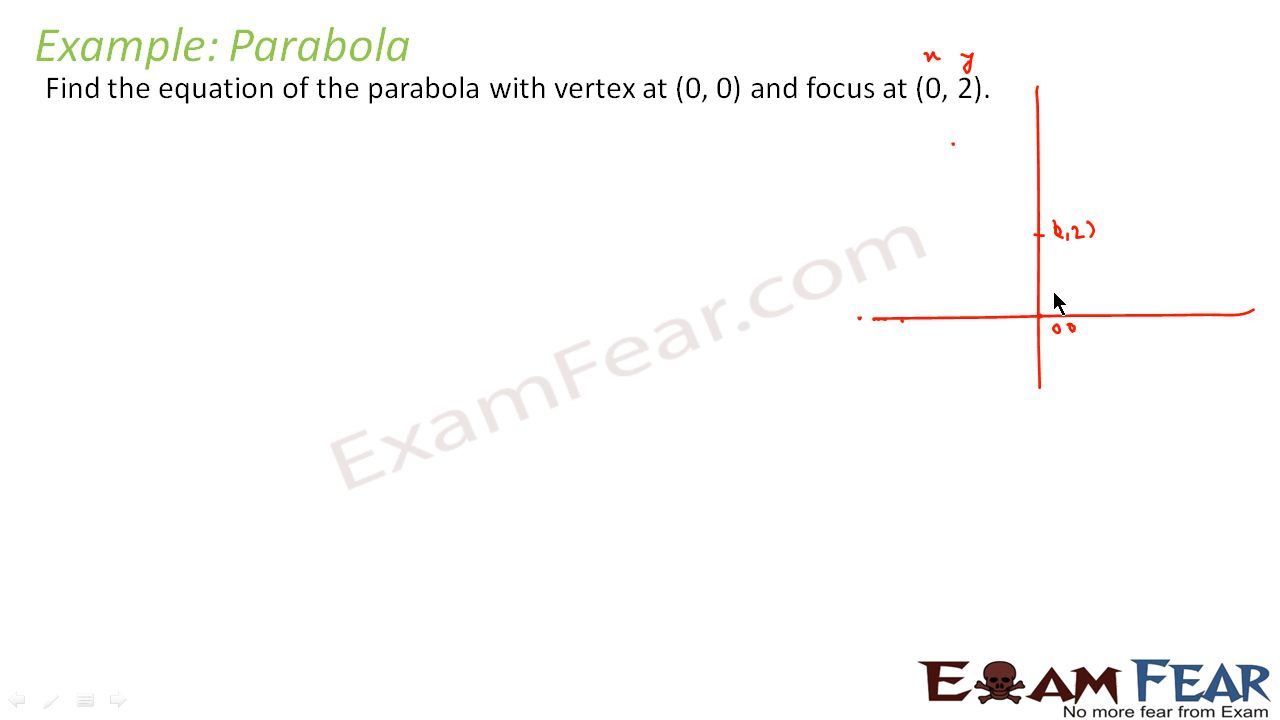 Example: Parabola
x y
Find the equation of the parabola with vertex at (0, 0) and focus at (0, 2).
(0,2)
0 0
ExamFear.com
EXAM FEAR
No more fear from Exam